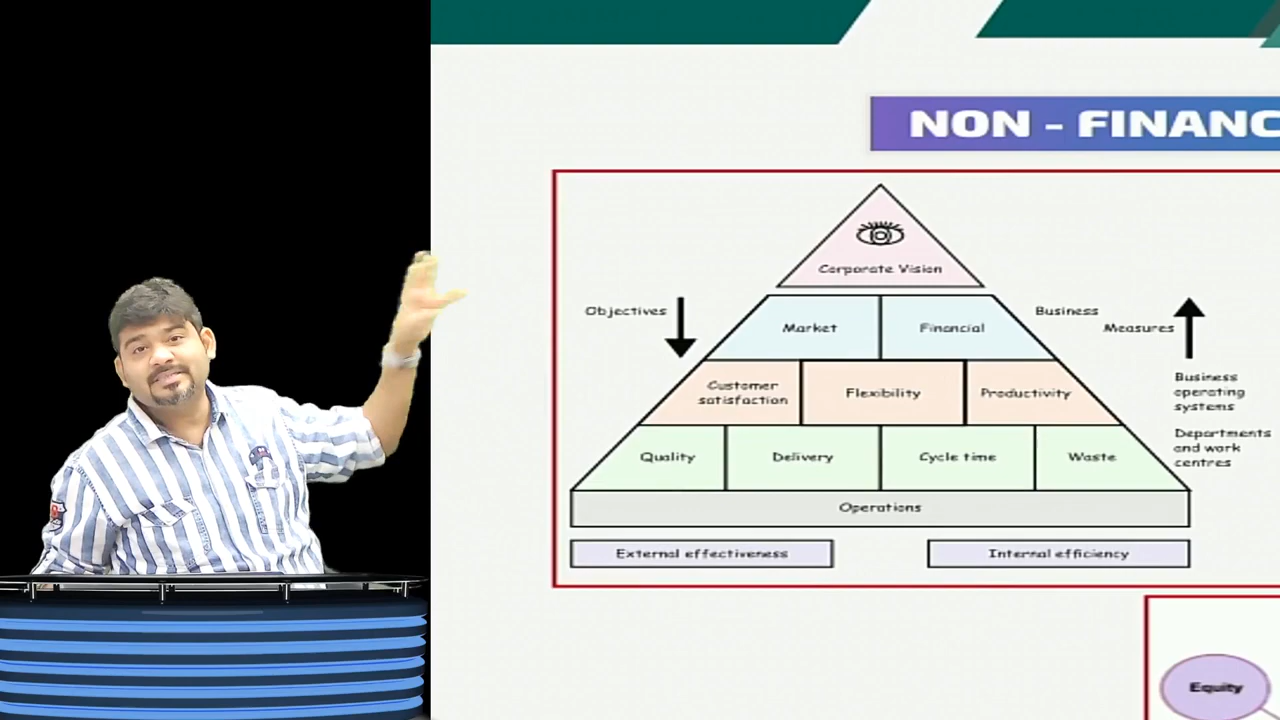 NON - FINANC
Corporate Vision
Objectives
Business
Measures
Market
Financial
Business
operating
systems
Customer
satisfaction
Flexibility
Productivity
Departments
and work
centres
Quality
Delivery
Cycle time
Waste
Operations
External effectiveness
Internal efficiency
Equity